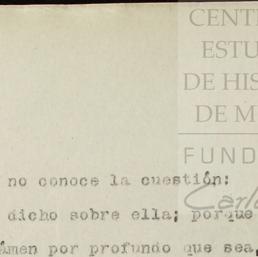 CENT
ESTU
DE HIS
DE M
FUND
Carlo
no conoce la cuestión:
dicho sobre ella; porque
ámen por profundo que sea,